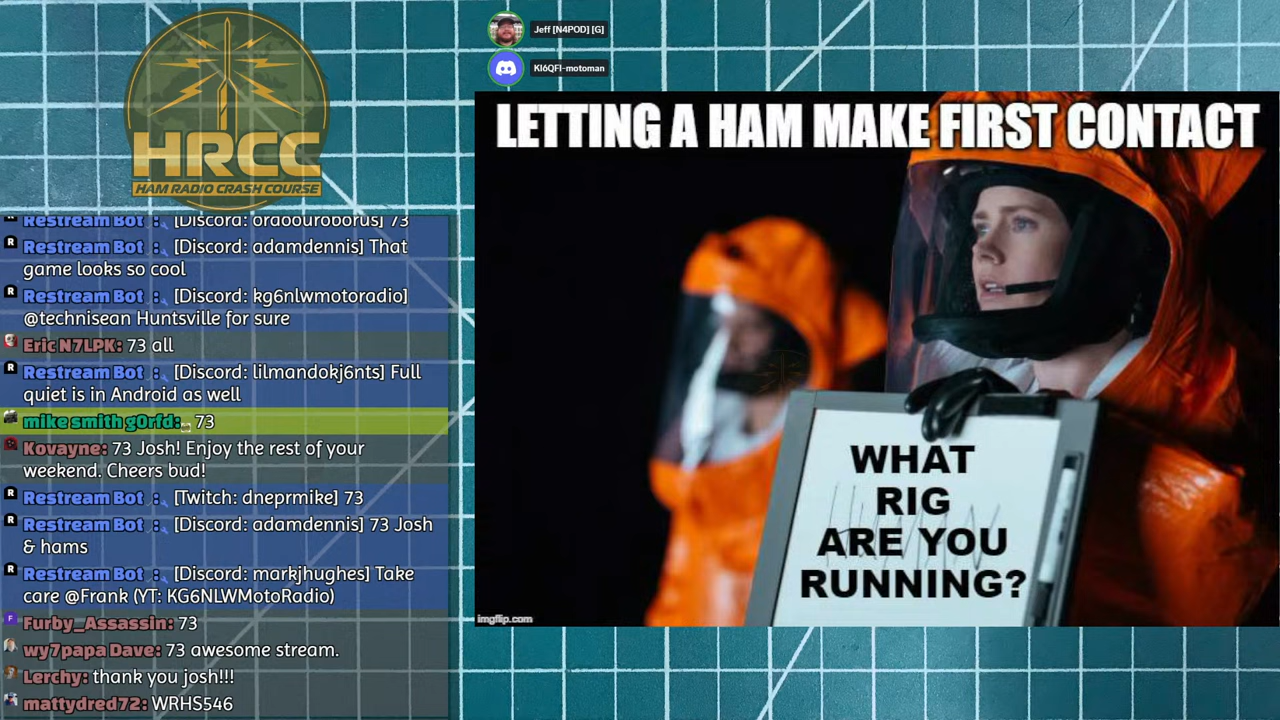 HRCC
HAM RADIO CRASH COURSE
Jeff [N4POD] [G]
KI6QFI-motoman
LETTING A HAM MAKE FIRST CONTACT
WHAT
RIG
ARE YOU
RUNNING?
imgflip.com
Restream Bot : [Discord: oraoouroborus] 73
Restream Bot : [Discord: adamdennis] That
game looks so cool
Restream Bot : [Discord: kg6nlwmotoradio]
@technisean Huntsville for sure
Eric N7LPK: 73 all
Restream Bot : [Discord: lilmandokj6nts] Full
quiet is in Android as well
mike smith g0rfd: 73
Kovayne: 73 Josh! Enjoy the rest of your
weekend. Cheers bud!
Restream Bot : [Twitch: dneprmike] 73
Restream Bot : [Discord: adamdennis] 73 Josh
& hams
Restream Bot : [Discord: markjhughes] Take
care @Frank (YT: KG6NLWMotoRadio)
Furby_Assassin: 73
wy7papa Dave: 73 awesome stream.
Lerchy: thank you josh!!!
mattydred72: WRHS546